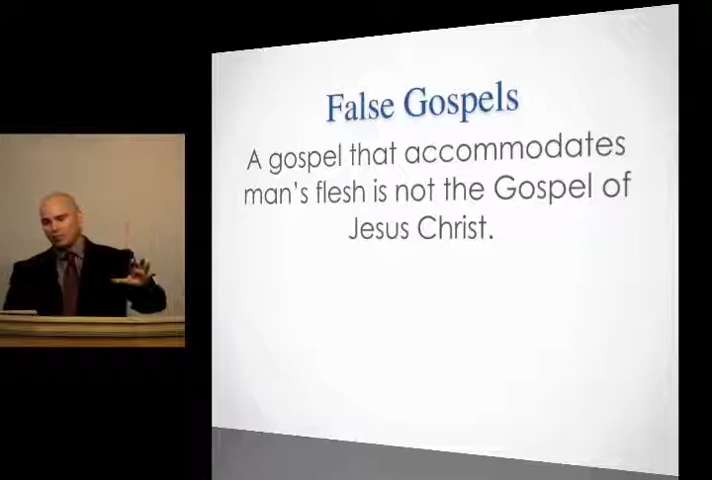 False Gospels
A gospel that accommodates
man's flesh is not the Gospel of
Jesus Christ.